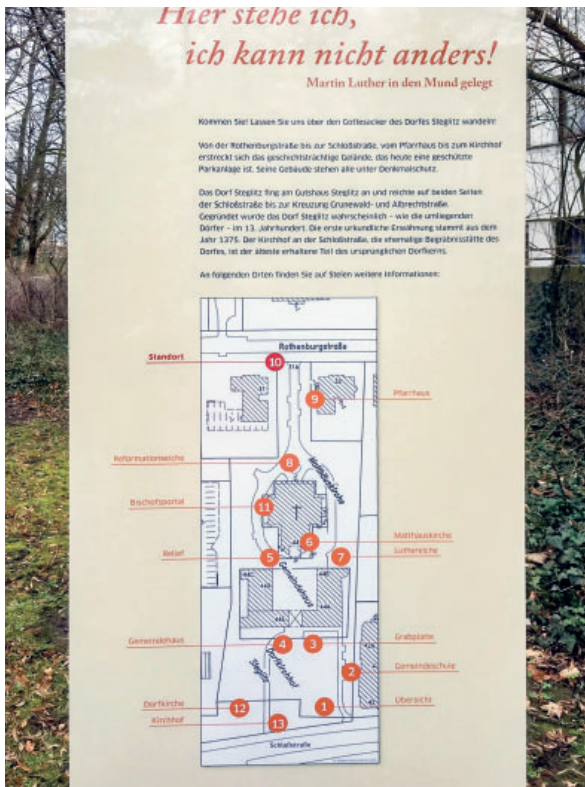 Hier stehe ich,
ich kann nicht anders!
Martin Luther in den Mund gelegt
Kommen Sie! Lassen Sie uns über den Gottesacker des Dorfes Steglitz wandeln!
Von der Rothenburgstraße bis zur Schloßstraße, vom Pfarrhaus bis zum Kirchhof
erstreckt sich das geschichtsträchtige Gelände, das heute eine geschützte
Parkanlage ist. Seine Gebäude stehen alle unter Denkmalschutz.
Das Dorf Steglitz fing am Gutshaus Steglitz an und reichte auf beiden Seiten
der Schloßstraße bis zur Kreuzung Grunewald- und Albrechtstraße.
Gegründet wurde das Dorf Steglitz wahrscheinlich – wie die umliegenden
Dörfer – im 13. Jahrhundert. Die erste urkundliche Erwähnung stammt aus dem
Jahr 1375. Der Kirchhof an der Schloßstraße, die ehemalige Begräbnisstätte des
Dorfes, ist der älteste erhaltene Teil des ursprünglichen Dorfkerns.
An folgenden Orten finden Sie auf Stelen weitere Informationen:
Rothenburgstraße
Standort
10
9
Pfarrhaus
Reformationseiche
8
Matthäuskirche
Bischofsportal
11
6
Matthäuskirche
Relief
5
7
Luthereiche
Gemeindehaus
Gemeindehaus
4
3
Grabplatte
Dorfkirchhof
Steglitz
2
Gemeindeschule
Dorfkirche
12
1
Übersicht
Kirchhof
13
Schloßstraße